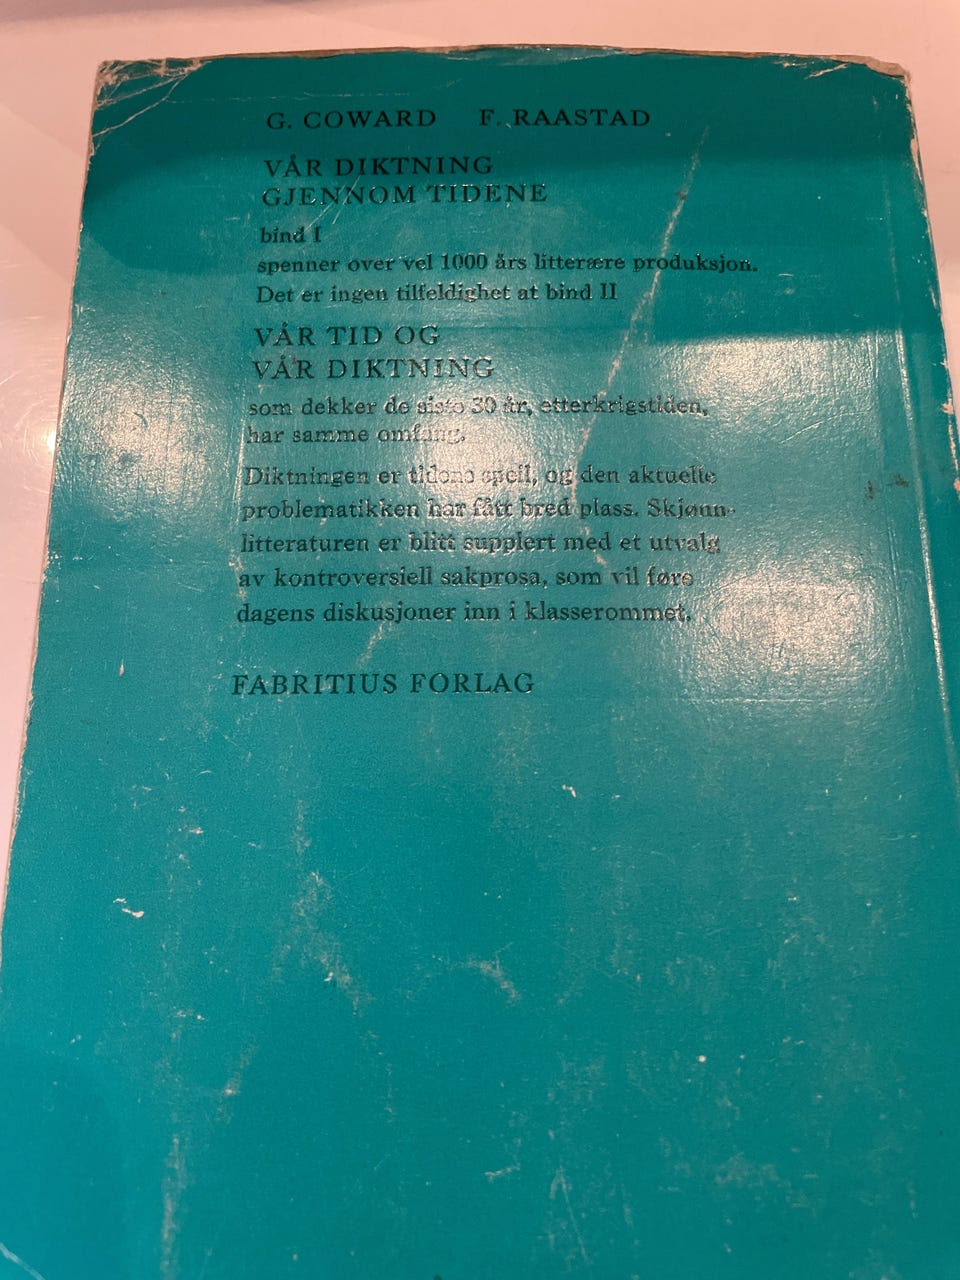 G. COWARD F. RAASTAD
VÅR DIKTNING
GJENNOM TIDENE
bind I
spenner over vel 1000 års litterære produksjon.
Det er ingen tilfeldighet at bind II
VÅR TID OG
VÅR DIKTNING
som dekker de siste 30 år, etterkrigstiden,
har samme omfang.
Diktningen er tidens speil, og den aktuelle
problematikken har fått bred plass. Skjønn-
litteraturen er blitt supplert med et utvalg
av kontroversiell sakprosa, som vil føre
dagens diskusjoner inn i klasserommet.
FABRITIUS FORLAG